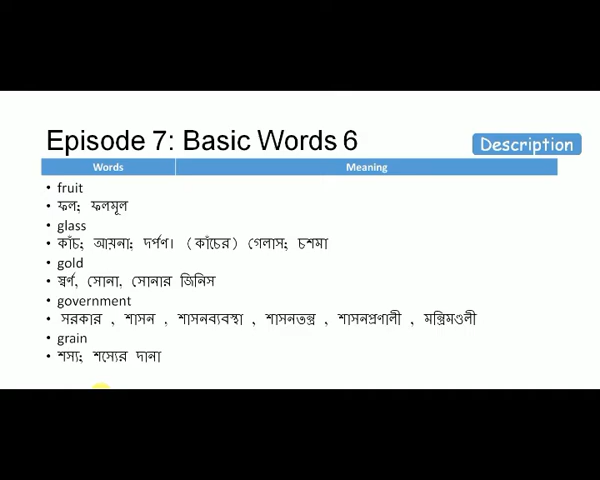 Episode 7: Basic Words 6
Description
Words Meaning
• fruit
• ফল; ফলমূল
• glass
• কাঁচ; আয়না; দর্পণ। (কাঁচের) গেলাস; চশমা
• gold
• স্বর্ণ, সোনা, সোনার জিনিস
• government
• সরকার , শাসন , শাসনব্যবস্থা , শাসনতন্ত্র , শাসনপ্রণালী , মন্ত্রিমণ্ডলী
• grain
• শস্য; শস্যের দানা